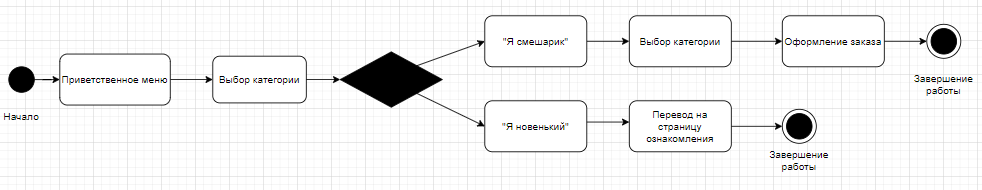 Начало
Приветственное меню
Выбор категории
"Я смешарик"
Выбор категории
Оформление заказа
Завершение
работы
"Я новенький"
Перевод на
страницу
ознакомления
Завершение
работы